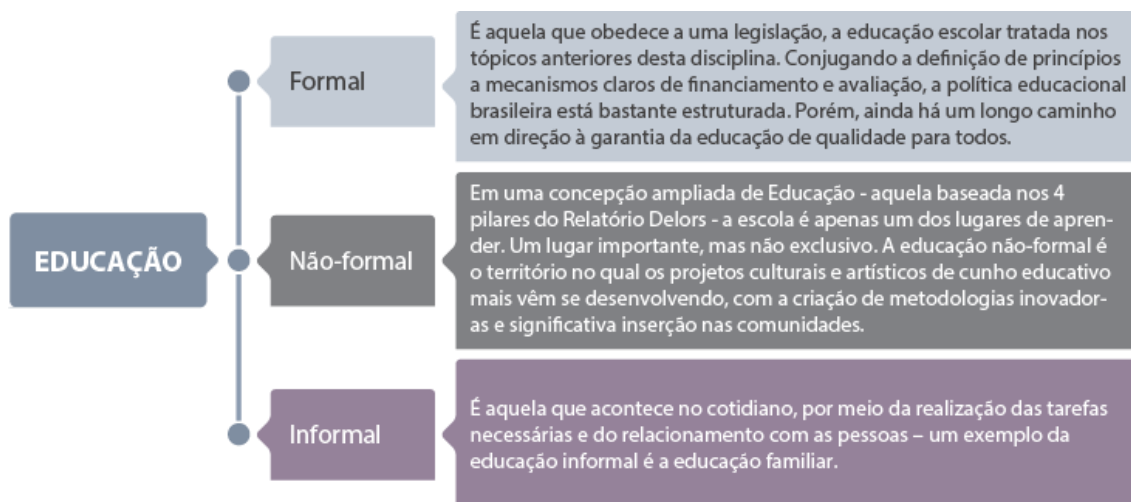 EDUCAÇÃO
Formal
É aquela que obedece a uma legislação, a educação escolar tratada nos
tópicos anteriores desta disciplina. Conjugando a definição de princípios
a mecanismos claros de financiamento e avaliação, a política educacional
brasileira está bastante estruturada. Porém, ainda há um longo caminho
em direção à garantia da educação de qualidade para todos.
Não-formal
Em uma concepção ampliada de Educação - aquela baseada nos 4
pilares do Relatório Delors - a escola é apenas um dos lugares de apren-
der. Um lugar importante, mas não exclusivo. A educação não-formal é
o território no qual os projetos culturais e artísticos de cunho educativo
mais vêm se desenvolvendo, com a criação de metodologias inovador-
as e significativa inserção nas comunidades.
Informal
É aquela que acontece no cotidiano, por meio da realização das tarefas
necessárias e do relacionamento com as pessoas – um exemplo da
educação informal é a educação familiar.